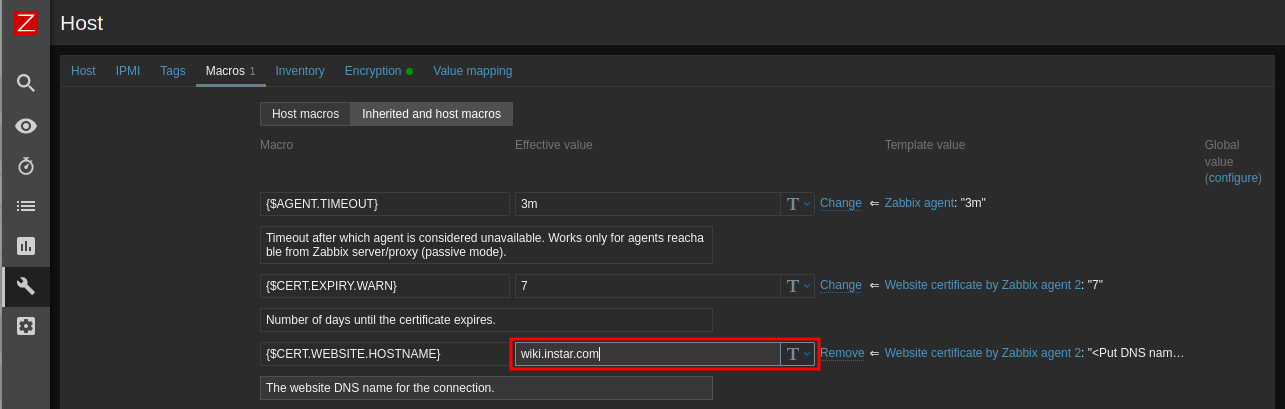 Z
Host
Host IPMI Tags Macros 1 Inventory Encryption Value mapping
Host macros Inherited and host macros
Macro Effective value Template value Global
value
(configure)
{$AGENT.TIMEOUT} 3m T Change ⇐ Zabbix agent: "3m"
Timeout after which agent is considered unavailable. Works only for agents reacha
ble from Zabbix server/proxy (passive mode).
{$CERT.EXPIRY.WARN} 7 T Change ⇐ Website certificate by Zabbix agent 2: "7"
Number of days until the certificate expires.
{$CERT.WEBSITE.HOSTNAME} wiki.instar.com T Remove ⇐ Website certificate by Zabbix agent 2: "<Put DNS nam…
The website DNS name for the connection.